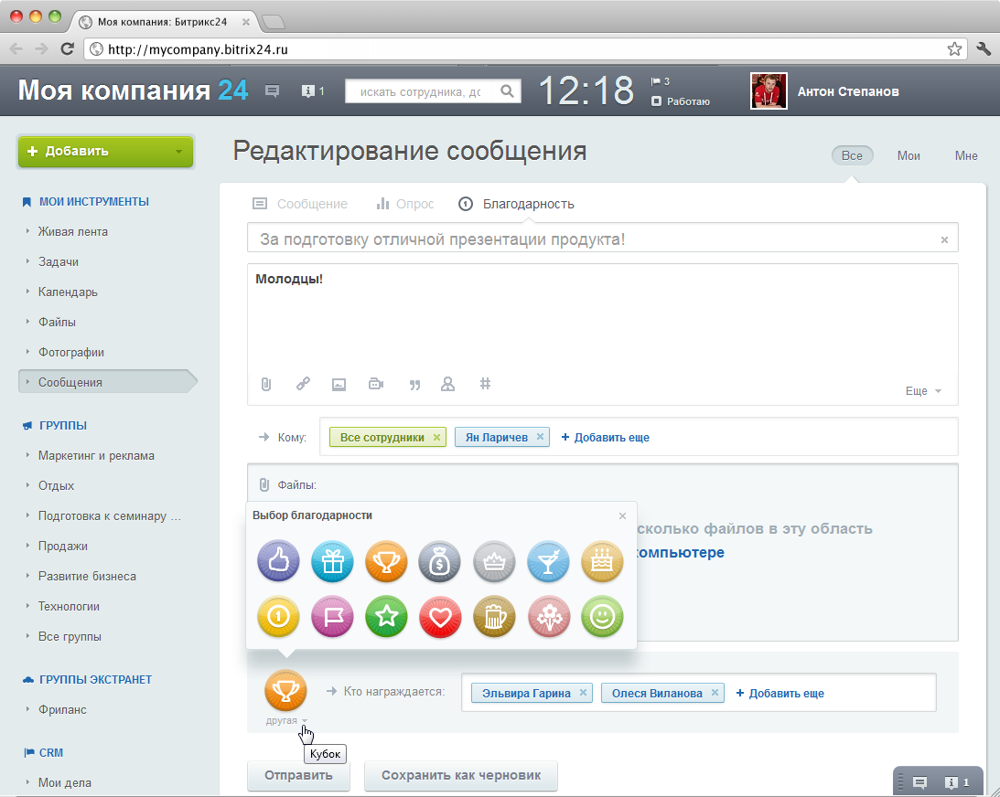 Моя компания: Битрикс24
http://mycompany.bitrix24.ru
Моя компания 24
1
искать сотрудника, дс
12:18
3
Работаю
Антон Степанов
Добавить
Редактирование сообщения
Все
Мои
Мне
МОИ ИНСТРУМЕНТЫ
Живая лента
Задачи
Календарь
Файлы
Фотографии
Сообщения
ГРУППЫ
Маркетинг и реклама
Отдых
Подготовка к семинару ...
Продажи
Развитие бизнеса
Технологии
Все группы
ГРУППЫ ЭКСТРАНЕТ
Фриланс
CRM
Мои дела
Сообщение
Опрос
Благодарность
За подготовку отличной презентации продукта!
Молодцы!
Еще
Кому:
Все сотрудники
Ян Ларичев
+ Добавить еще
Файлы:
сколько файлов в эту область
омпьютере
Выбор благодарности
$
1
другая
Кто награждается:
Эльвира Гарина
Олеся Виланова
+ Добавить еще
Кубок
Отправить
Сохранить как черновик
1